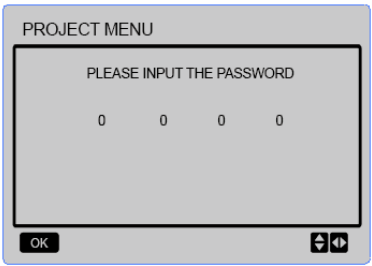 PROJECT MENU
PLEASE INPUT THE PASSWORD
0 0 0 0
OK